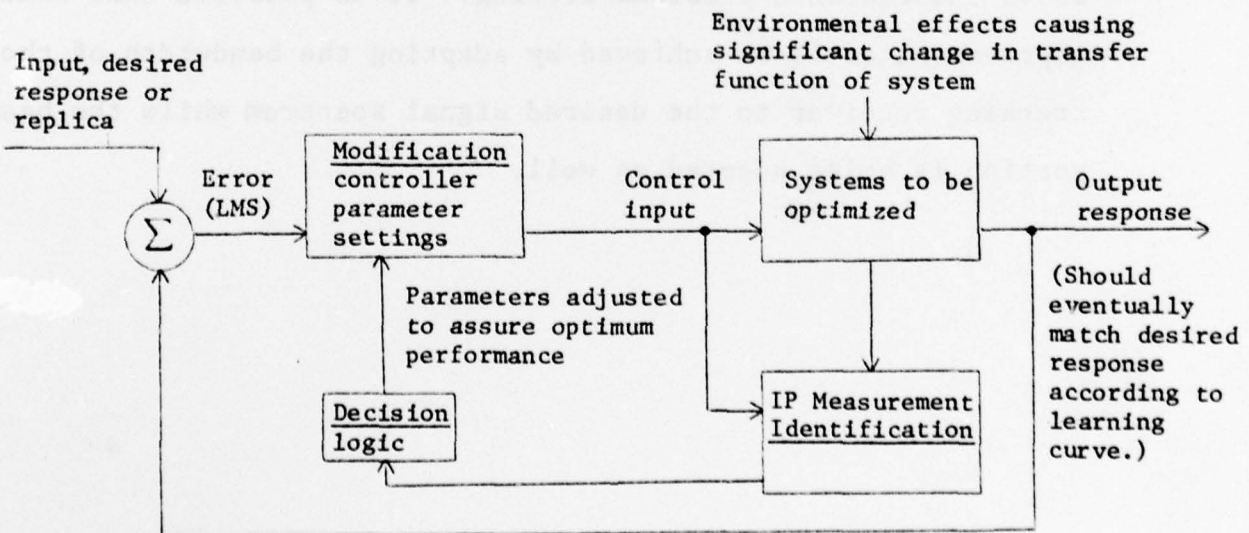 Environmental effects causing
significant change in transfer
function of system
Input, desired
response or
replica
Σ
Error
(LMS)
Modification
controller
parameter
settings
Control
input
Systems to be
optimized
Output
response
Parameters adjusted
to assure optimum
performance
(Should
eventually
match desired
response
according to
learning
curve.)
Decision
logic
IP Measurement
Identification